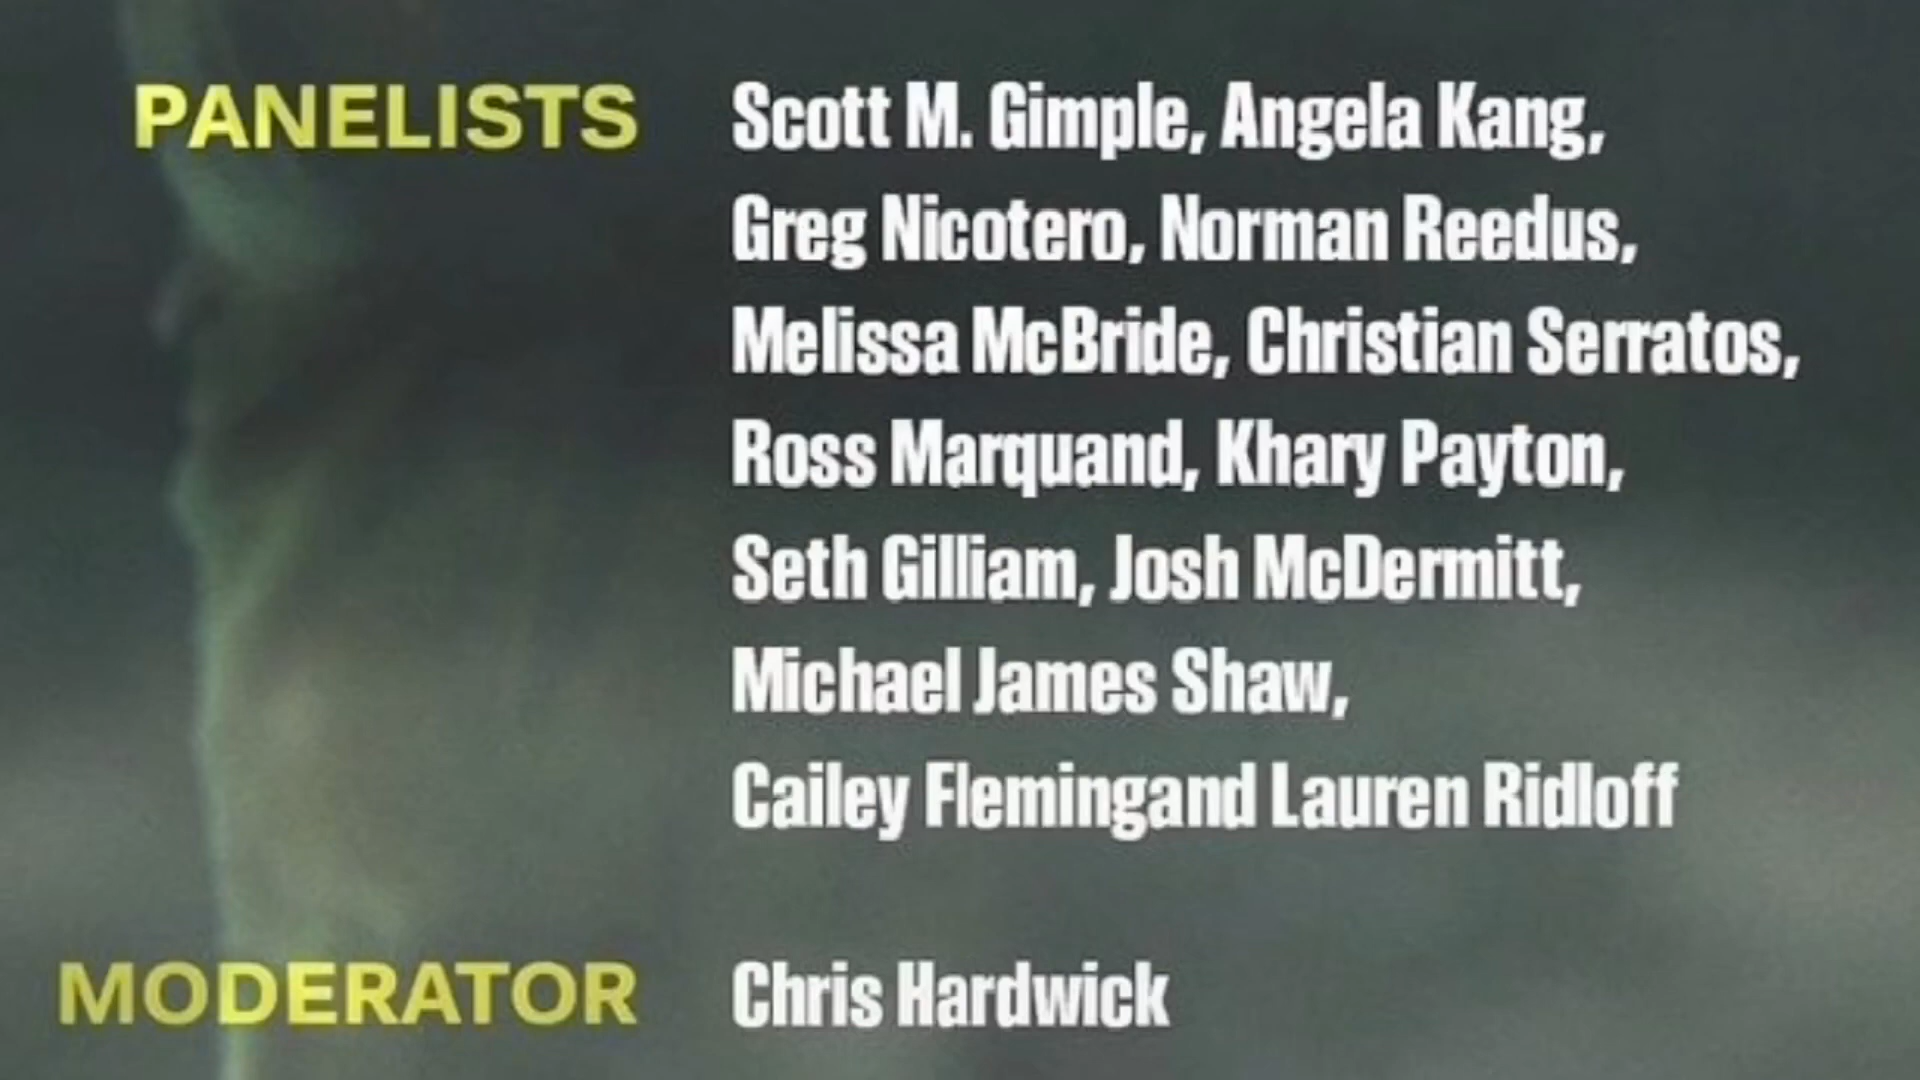 PANELISTS Scott M. Gimple, Angela Kang,
Greg Nicotero, Norman Reedus,
Melissa McBride, Christian Serratos,
Ross Marquand, Khary Payton,
Seth Gilliam, Josh McDermitt,
Michael James Shaw,
Cailey Flemingand Lauren Ridloff
MODERATOR Chris Hardwick